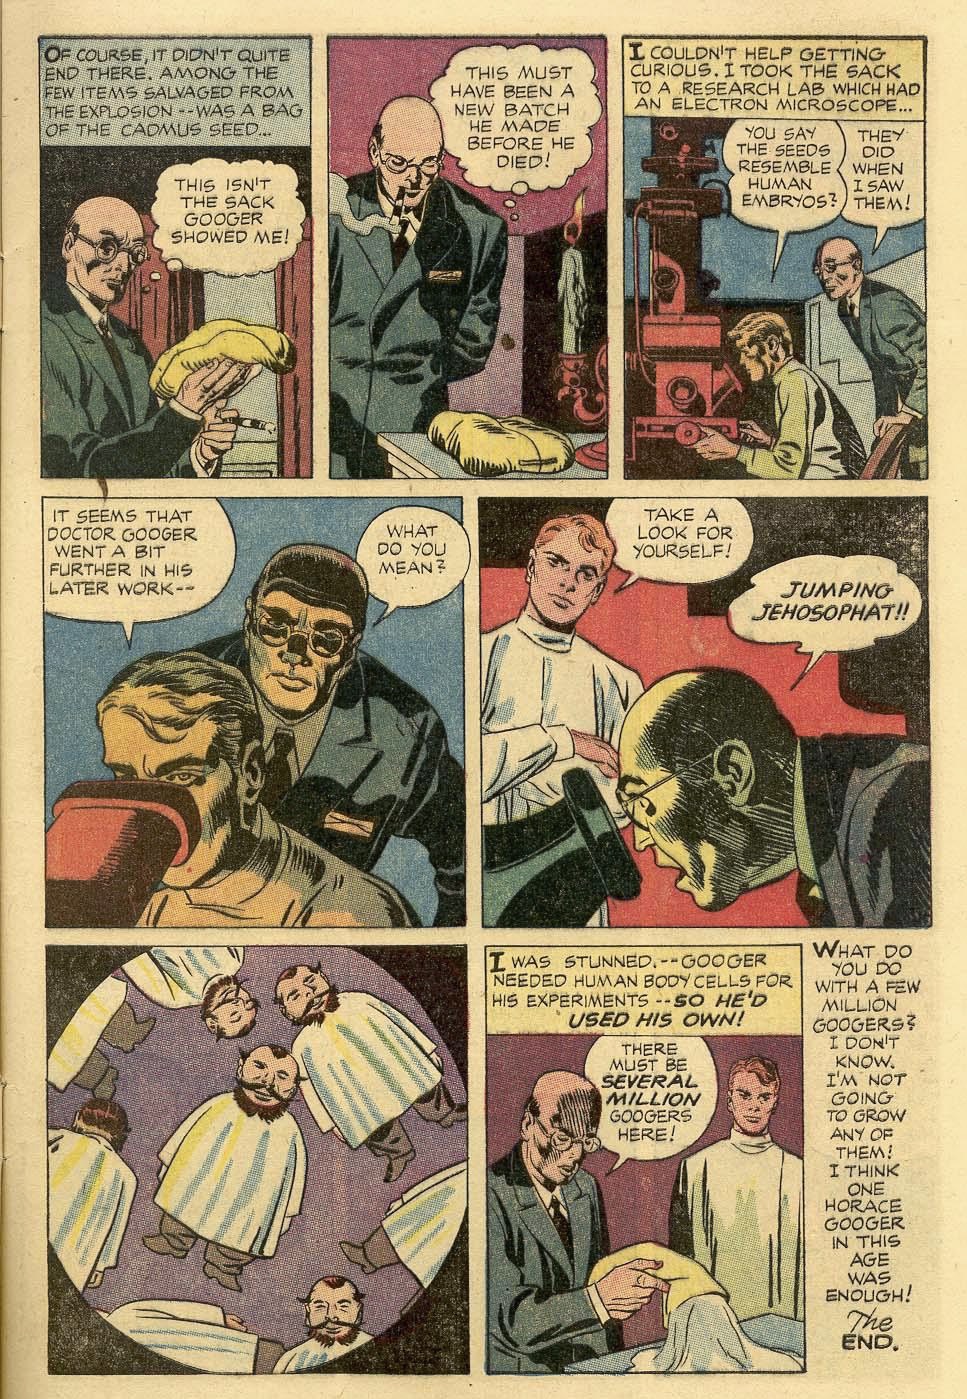 OF COURSE, IT DIDN'T QUITE
END THERE. AMONG THE
FEW ITEMS SALVAGED FROM
THE EXPLOSION--WAS A BAG
OF THE CADMUS SEED...
THIS ISN'T
THE SACK
GOOGER
SHOWED ME!
THIS MUST
HAVE BEEN A
NEW BATCH
HE MADE
BEFORE HE
DIED!
I COULDN'T HELP GETTING
CURIOUS. I TOOK THE SACK
TO A RESEARCH LAB WHICH HAD
AN ELECTRON MICROSCOPE...
YOU SAY
THE SEEDS
RESEMBLE
HUMAN
EMBRYOS?
THEY
DID
WHEN
I SAW
THEM!
IT SEEMS THAT
DOCTOR GOOGER
WENT A BIT
FURTHER IN HIS
LATER WORK--
WHAT
DO YOU
MEAN?
TAKE A
LOOK FOR
YOURSELF!
JUMPING
JEHOSOPHAT!!
I WAS STUNNED.--GOOGER
NEEDED HUMAN BODY CELLS FOR
HIS EXPERIMENTS--SO HE'D
USED HIS OWN!
THERE
MUST BE
SEVERAL
MILLION
GOOGERS
HERE!
WHAT DO
YOU DO
WITH A FEW
MILLION
GOOGERS?
I DON'T
KNOW.
I'M NOT
GOING
TO GROW
ANY OF
THEM!
I THINK
ONE
HORACE
GOOGER
IN THIS
AGE
WAS
ENOUGH!
The
END.